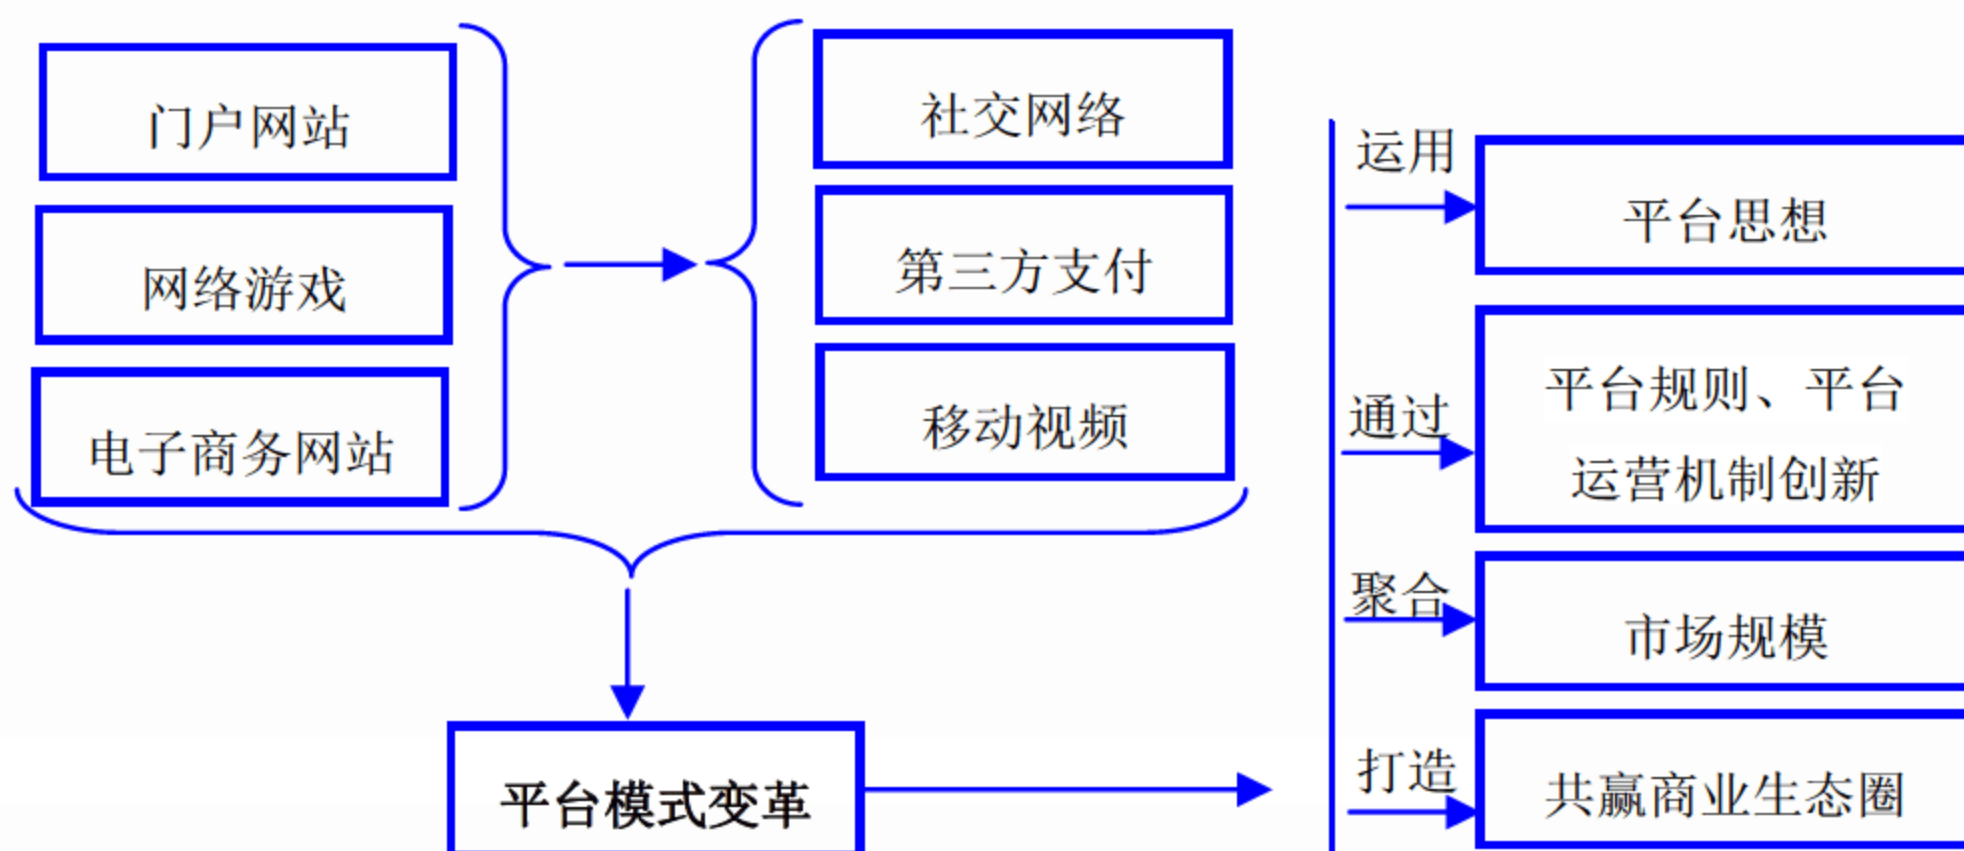 门户网站
网络游戏
电子商务网站
社交网络
第三方支付
移动视频
平台模式变革
运用
平台思想
通过
平台规则、平台
运营机制创新
聚合
市场规模
打造
共赢商业生态圈